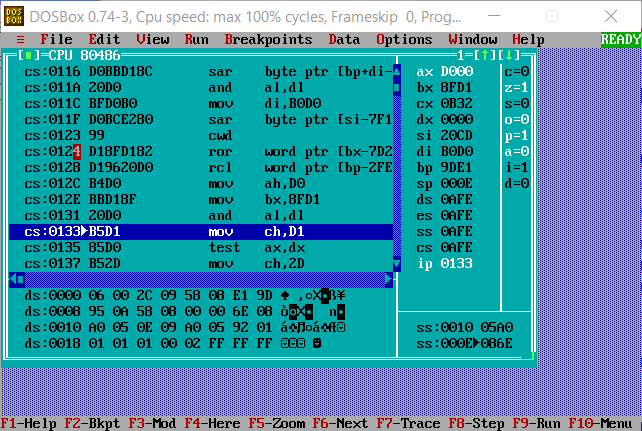 DOSBox 0.74-3, Cpu speed: max 100% cycles, Frameskip 0, Prog...
≡ File Edit View Run Breakpoints Data Options Window Help READY
[■]-CPU 80486 1=[↑][↓]
cs:0116 D0BBD18C sar byte ptr [bp+di-
cs:011A 20D0 and al,dl
cs:011C BFD0B0 mov di,B0D0
cs:011F D0BCE280 sar byte ptr [si-7F1
cs:0123 99 cwd
cs:0124 D18FD182 ror word ptr [bx-7D2
cs:0128 D19620D0 rcl word ptr [bp-2FE
cs:012C B4D0 mov ah,D0
cs:012E BBD18F mov bx,8FD1
cs:0131 20D0 and al,dl
cs:0133►B5D1 mov ch,D1
cs:0135 85D0 test ax,dx
cs:0137 B52D mov ch,2D
ax D000 c=0
bx 8FD1 z=1
cx 0B32 s=0
dx 0000 o=0
si 20CD p=1
di B0D0 a=0
bp 9DE1 i=1
sp 000E d=0
ds 0AFE
es 0AFE
ss 0AFE
cs 0AFE
ip 0133
ds:0000 06 00 2C 09 58 08 E1 9D
ds:0008 95 0A 58 08 00 00 6E 08
ds:0010 A0 05 0E 09 A0 05 92 01
ds:0018 01 01 01 00 02 FF FF FF
ss:0010 05A0
ss:000E►086E
F1-Help F2-Bkpt F3-Mod F4-Here F5-Zoom F6-Next F7-Trace F8-Step F9-Run F10-Menu